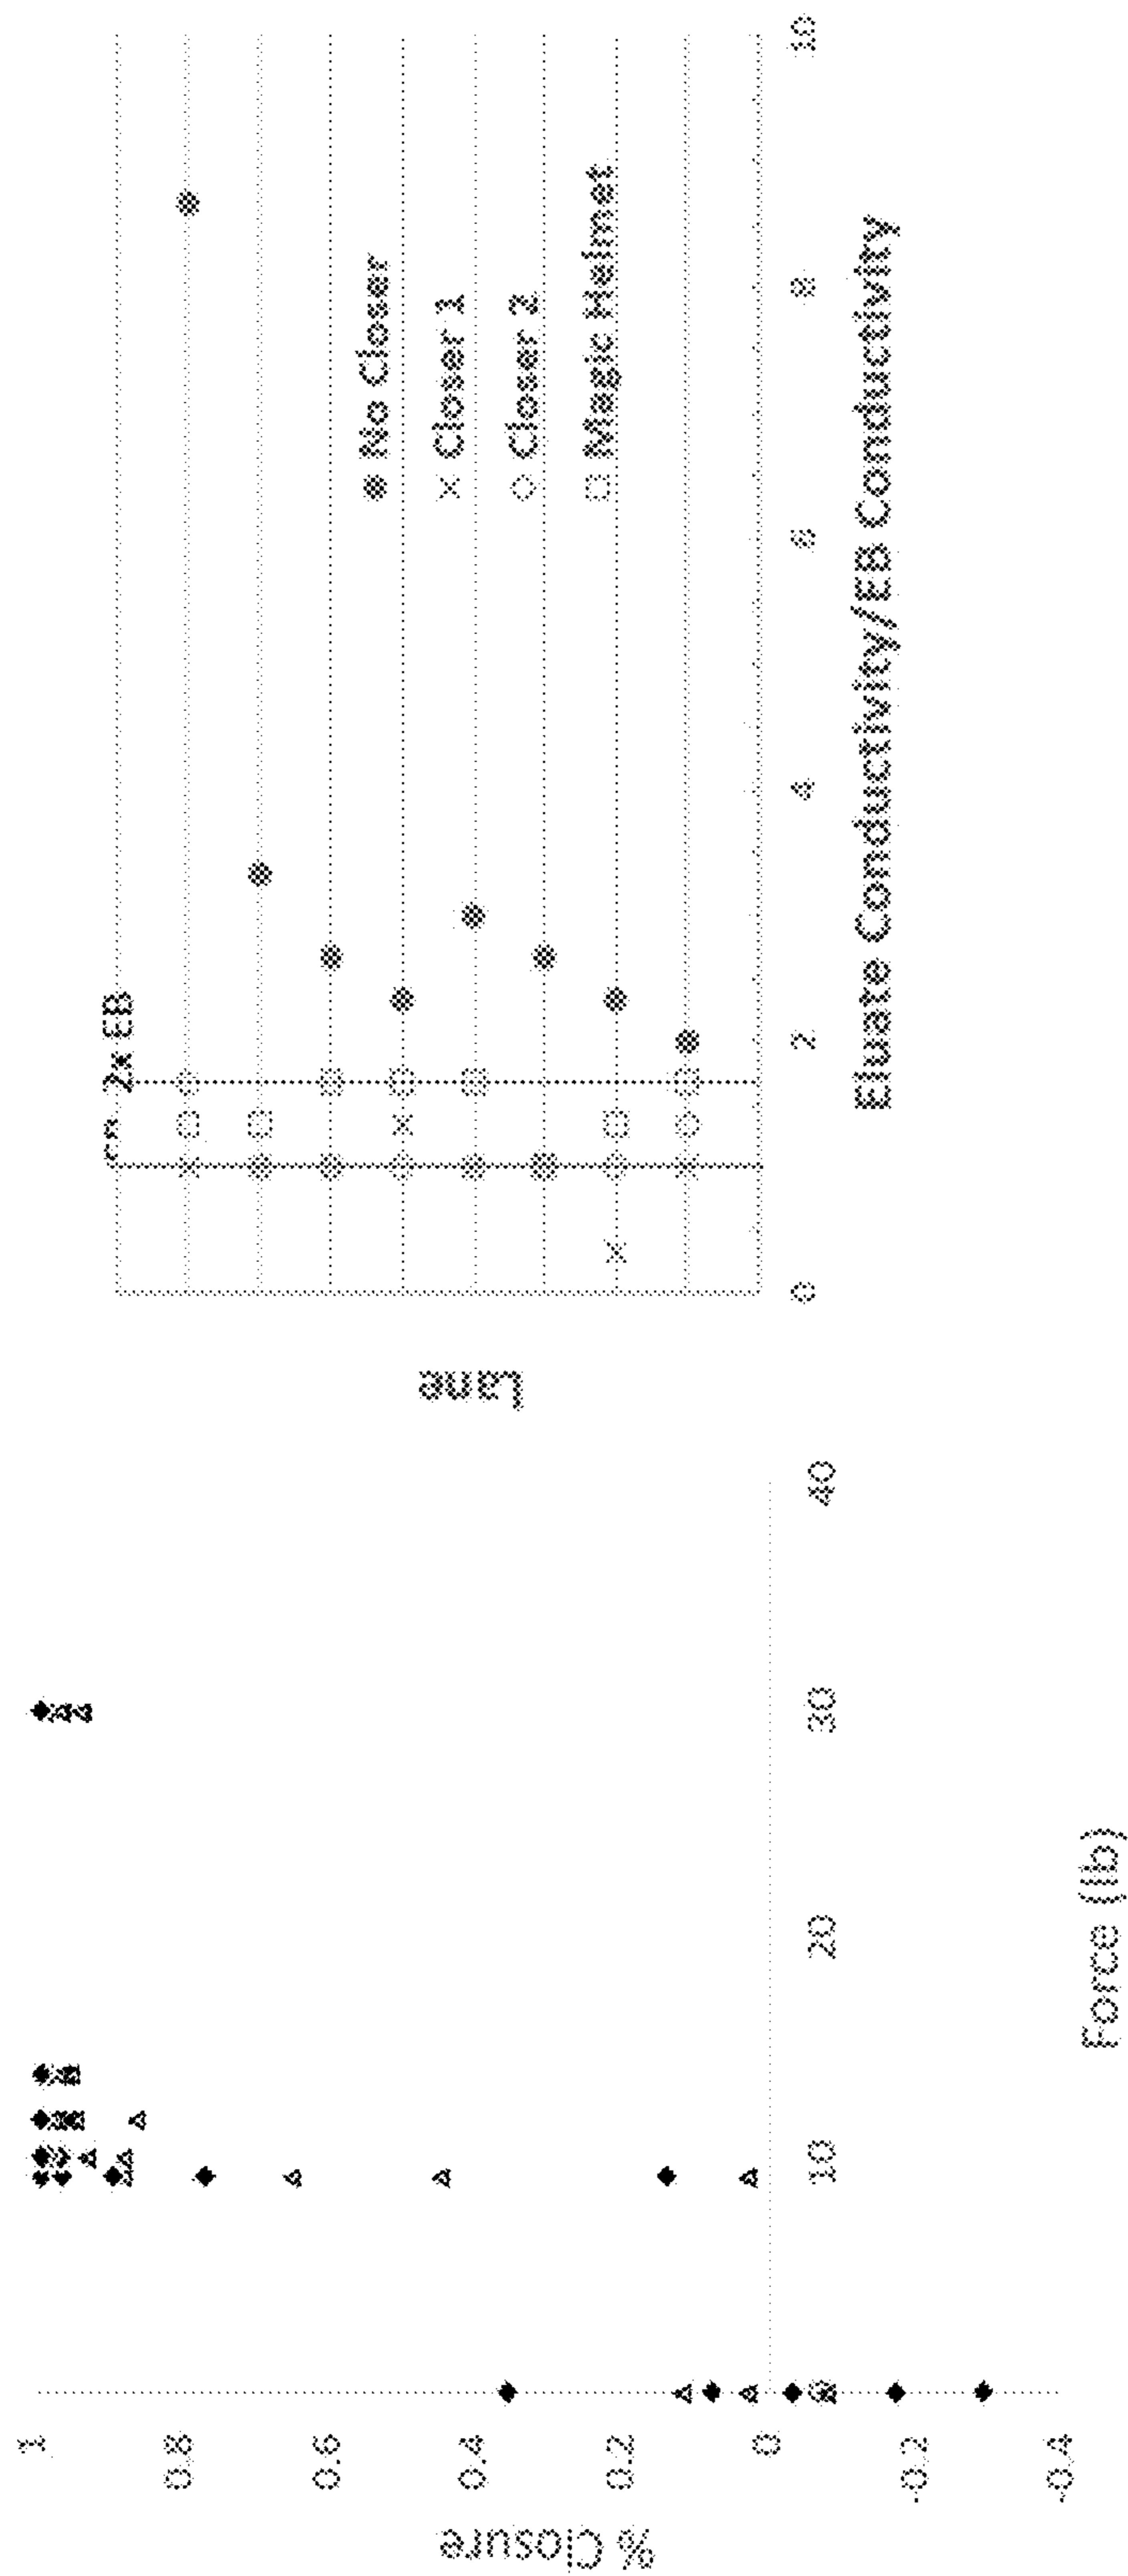 % Closure
1
0.8
0.6
0.4
0.2
0
-0.2
-0.4
0
10
20
30
40
Force (lb)
Lane
EB
2x EB
No Closer
Closer 1
Closer 2
Magic Helmet
0
2
4
6
8
10
Eluate Conductivity/EB Conductivity